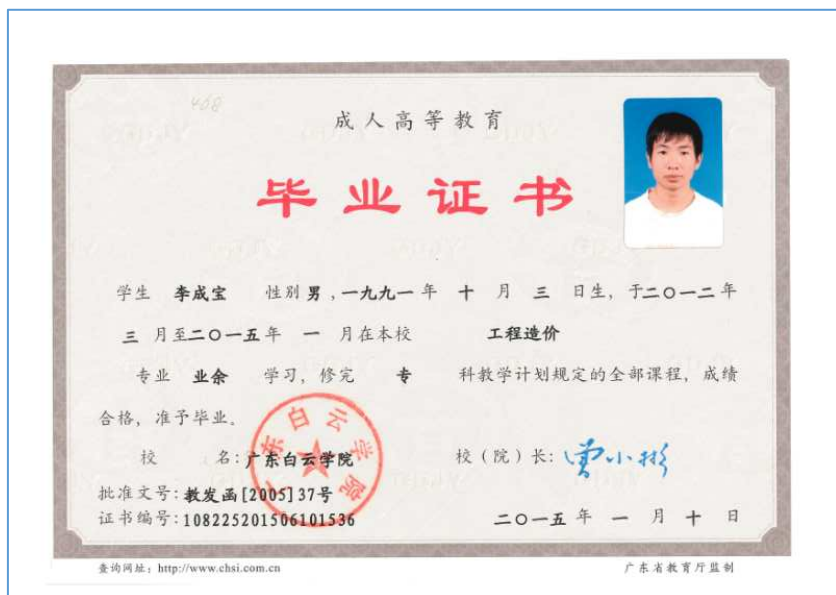 408
成人高等教育
毕业证书
学生 李成宝 性别 男，一九九一 年 十 月 三 日生，于 二〇一二 年
三 月至 二〇一五 年 一 月在本校 工程造价
专业 业余 学习，修完 专 科教学计划规定的全部课程，成绩
合格，准予毕业。
校 名：广东白云学院 校（院）长：曾小彬
批准文号：教发函[2005]37号
证书编号：108225201506101536 二〇一五 年 一 月 十 日
东白云学院
查询网址：http://www.chsi.com.cn 广东省教育厅监制